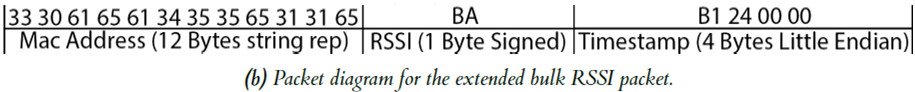 33 30 61 65 61 34 35 35 65 31 31 65 BA B1 24 00 00
Mac Address (12 Bytes string rep) RSSI (1 Byte Signed) Timestamp (4 Bytes Little Endian)
(b) Packet diagram for the extended bulk RSSI packet.